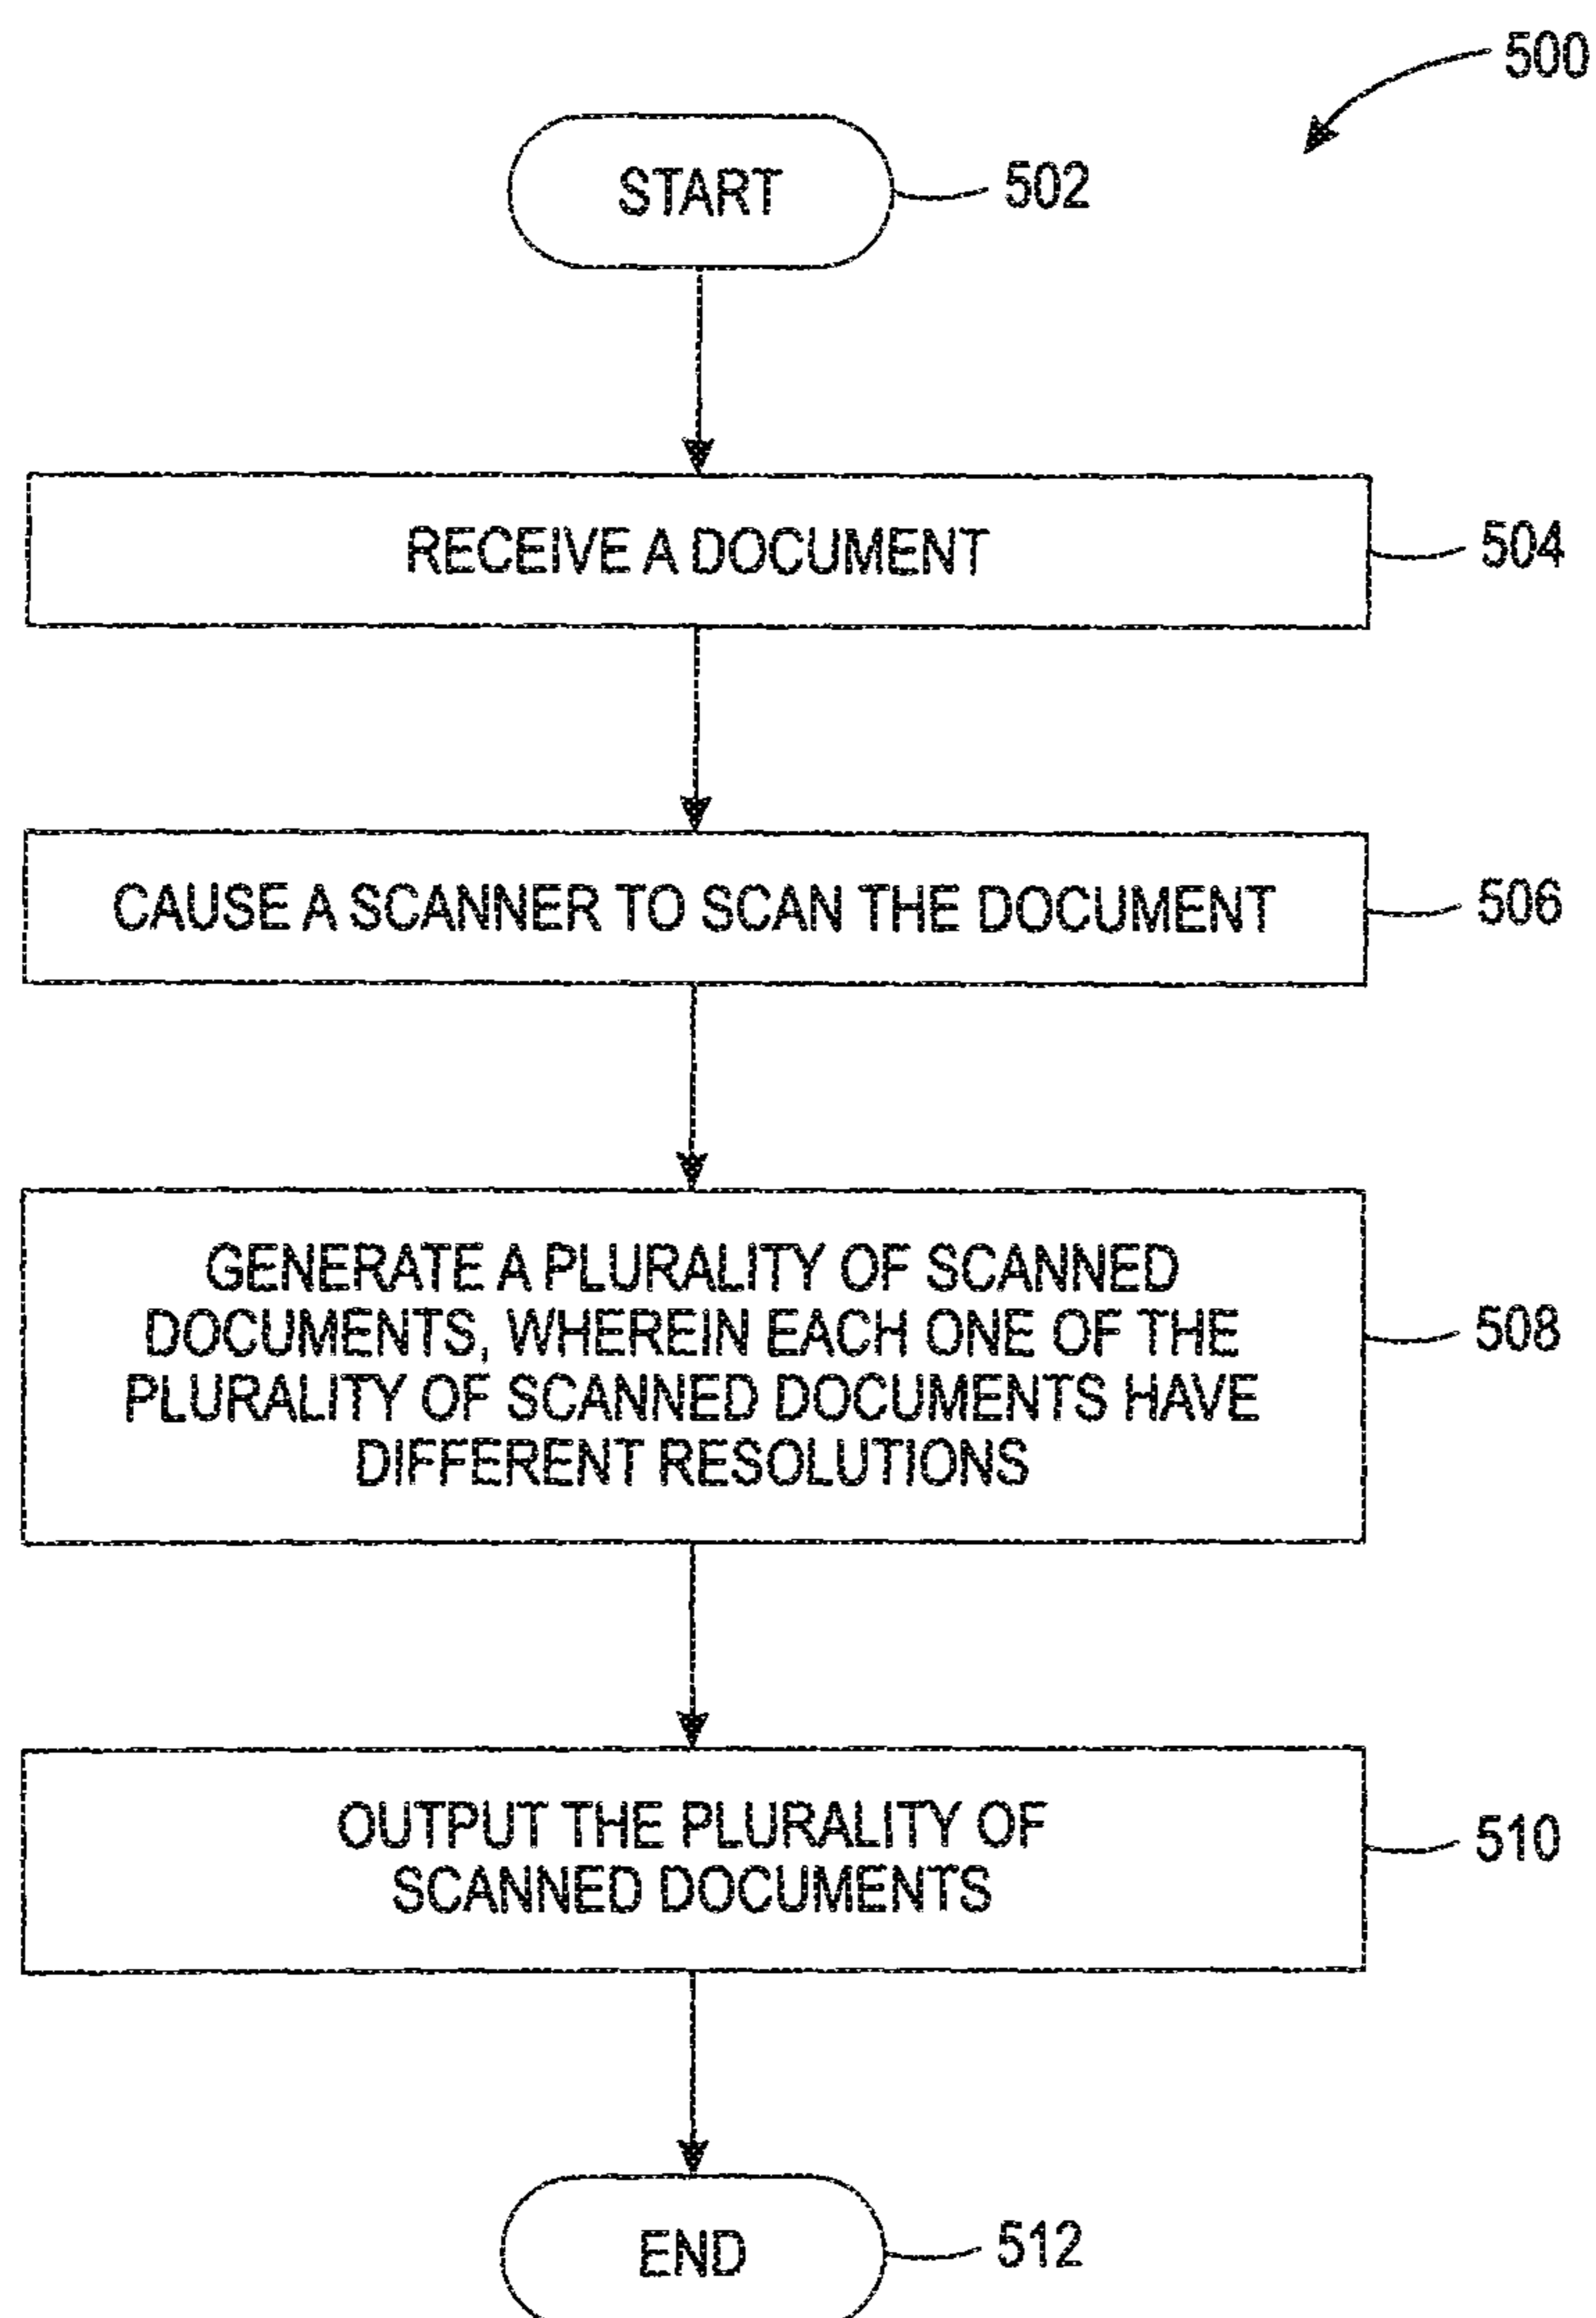 500
START
502
RECEIVE A DOCUMENT
504
CAUSE A SCANNER TO SCAN THE DOCUMENT
506
GENERATE A PLURALITY OF SCANNED
DOCUMENTS, WHEREIN EACH ONE OF THE
PLURALITY OF SCANNED DOCUMENTS HAVE
DIFFERENT RESOLUTIONS
508
OUTPUT THE PLURALITY OF
SCANNED DOCUMENTS
510
END
512